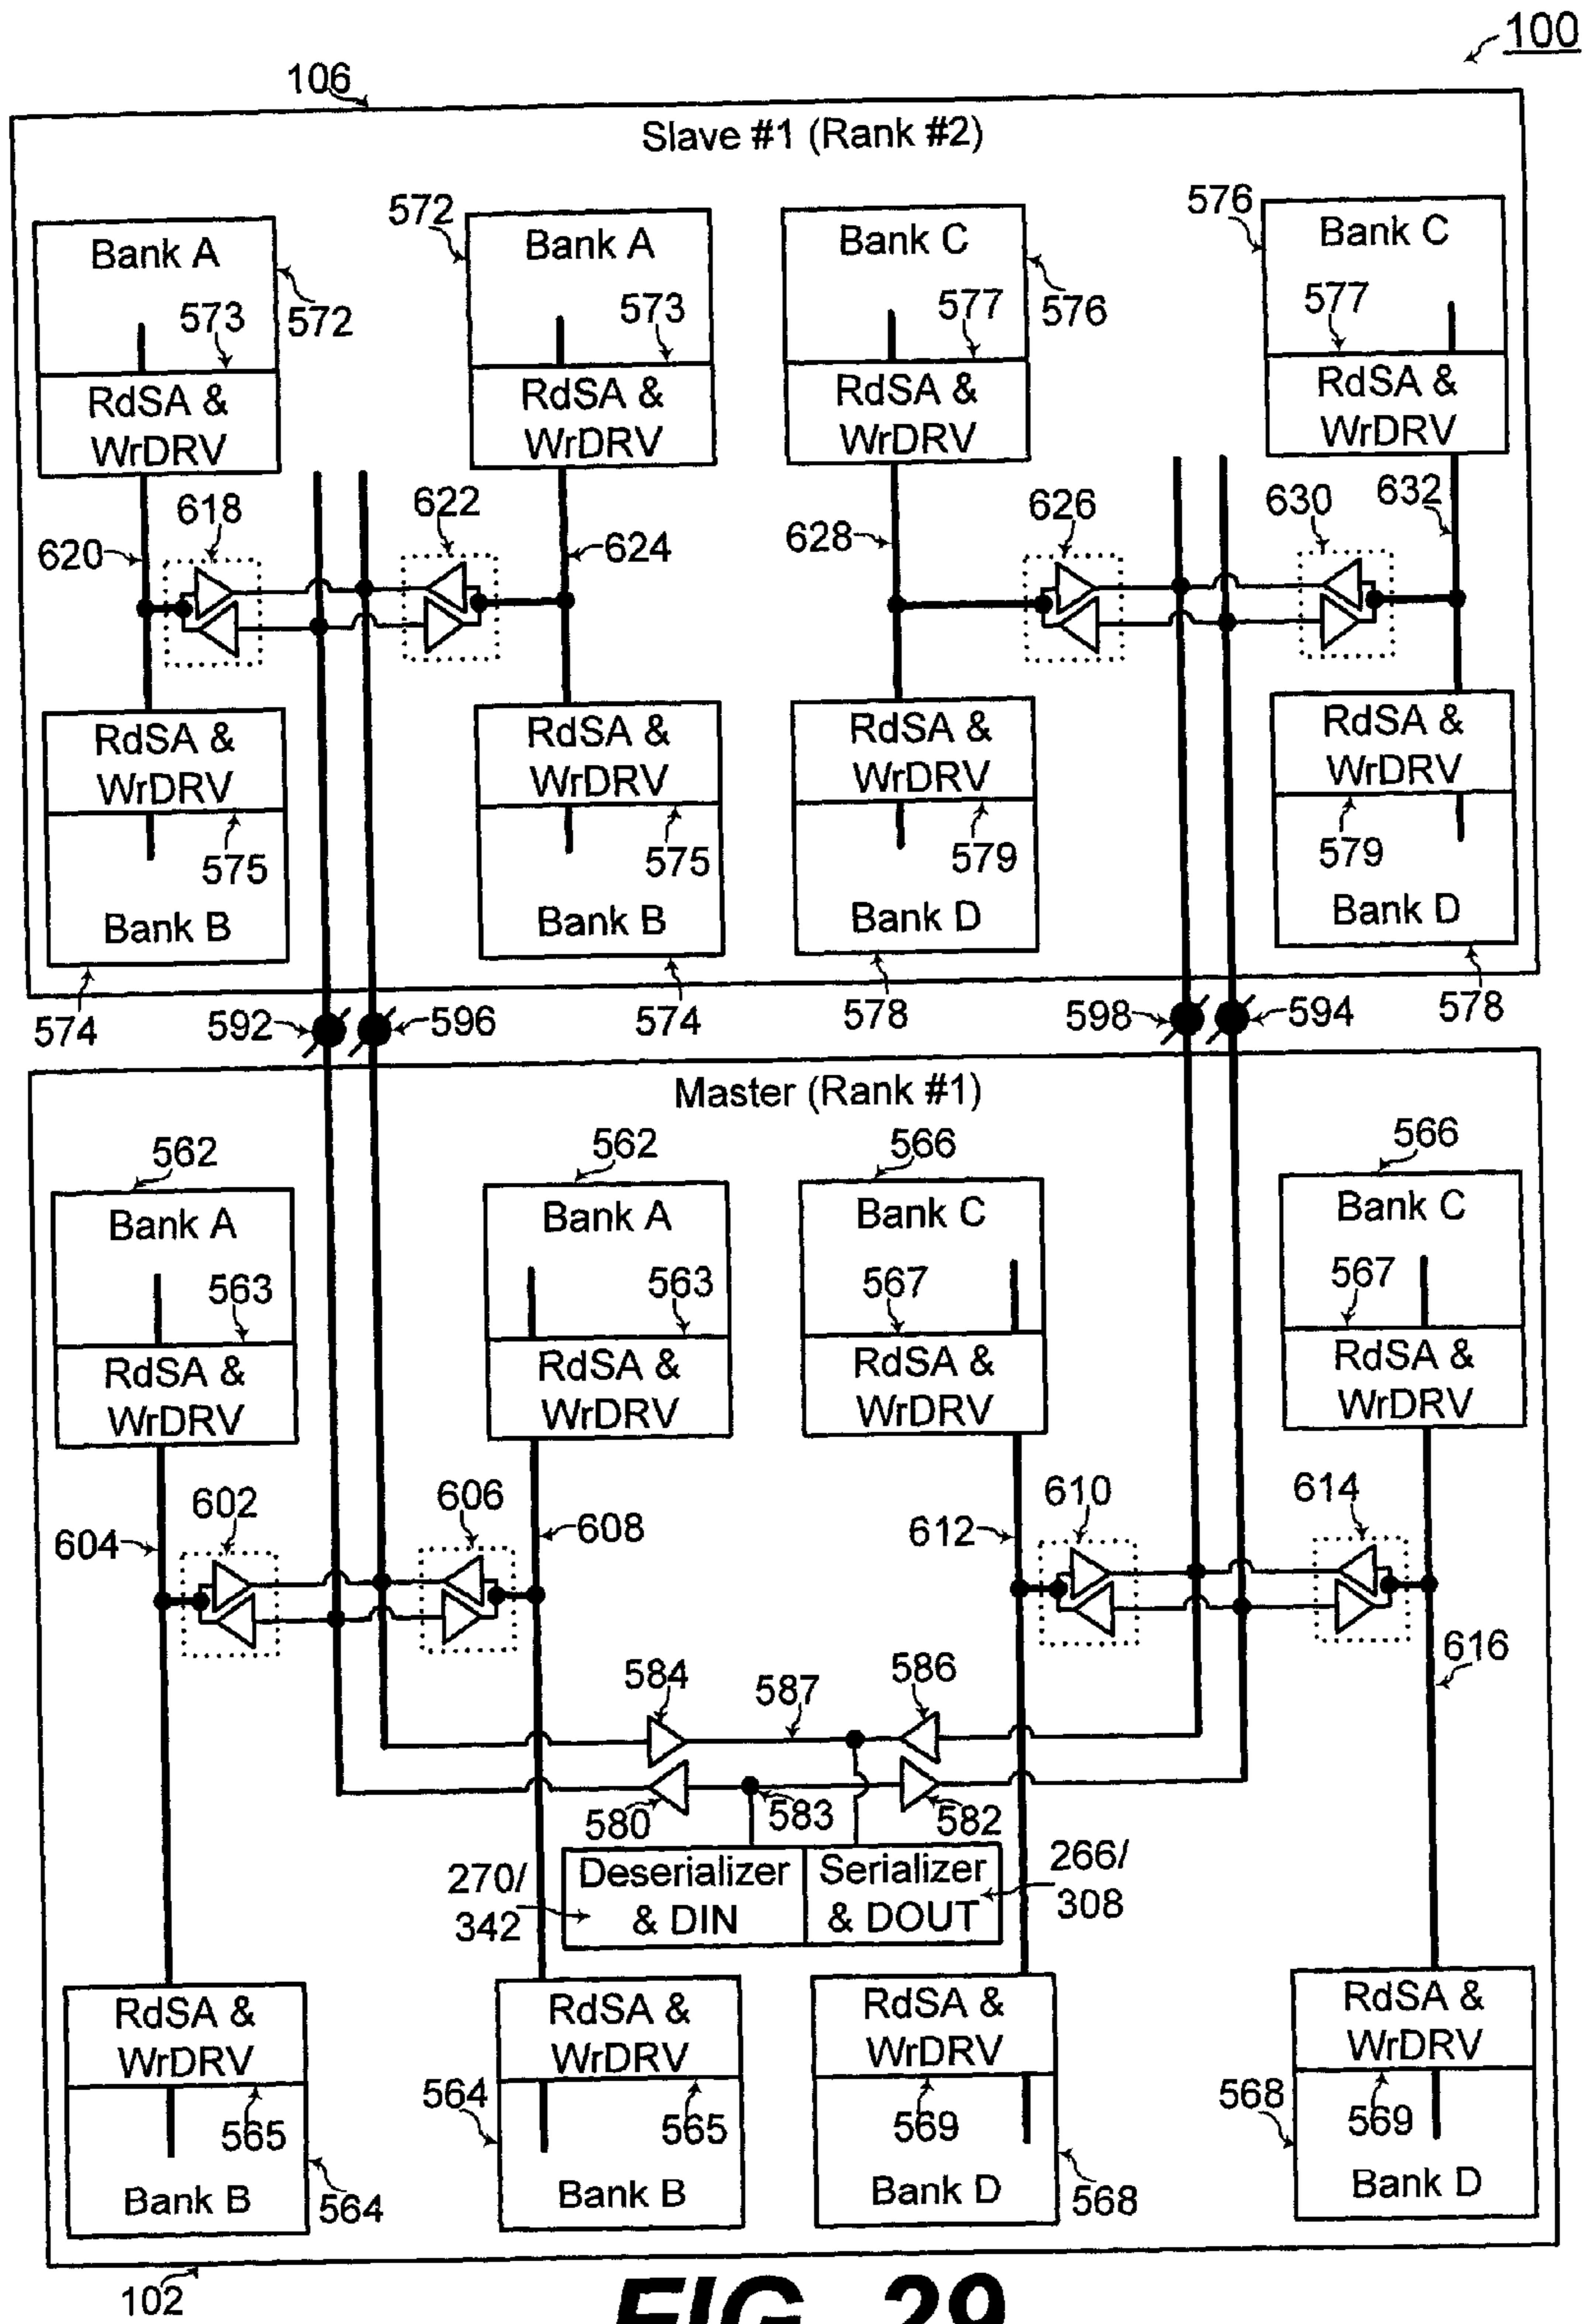 100
106
Slave #1 (Rank #2)
Bank A
572
573
RdSA &
WrDRV
572
Bank A
573
RdSA &
WrDRV
Bank C
576
577
RdSA &
WrDRV
576
Bank C
577
RdSA &
WrDRV
620
618
622
624
628
626
630
632
RdSA &
WrDRV
575
Bank B
574
RdSA &
WrDRV
575
Bank B
574
RdSA &
WrDRV
579
Bank D
578
RdSA &
WrDRV
579
Bank D
578
592
596
598
594
Master (Rank #1)
562
Bank A
563
RdSA &
WrDRV
562
Bank A
563
RdSA &
WrDRV
566
Bank C
567
RdSA &
WrDRV
566
Bank C
567
RdSA &
WrDRV
604
602
606
608
612
610
614
616
584
587
586
580
583
582
270/
342
Deserializer
& DIN
Serializer
& DOUT
266/
308
RdSA &
WrDRV
565
Bank B
564
RdSA &
WrDRV
564
565
Bank B
RdSA &
WrDRV
569
Bank D
568
RdSA &
WrDRV
568
569
Bank D
102
FIG. 29